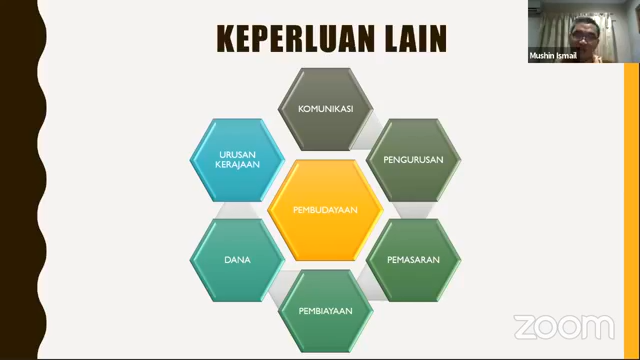 KEPERLUAN LAIN
Mushin Ismail
KOMUNIKASI
URUSAN
KERAJAAN
PENGURUSAN
PEMBUDAYAAN
DANA
PEMASARAN
PEMBIAYAAN
zoom